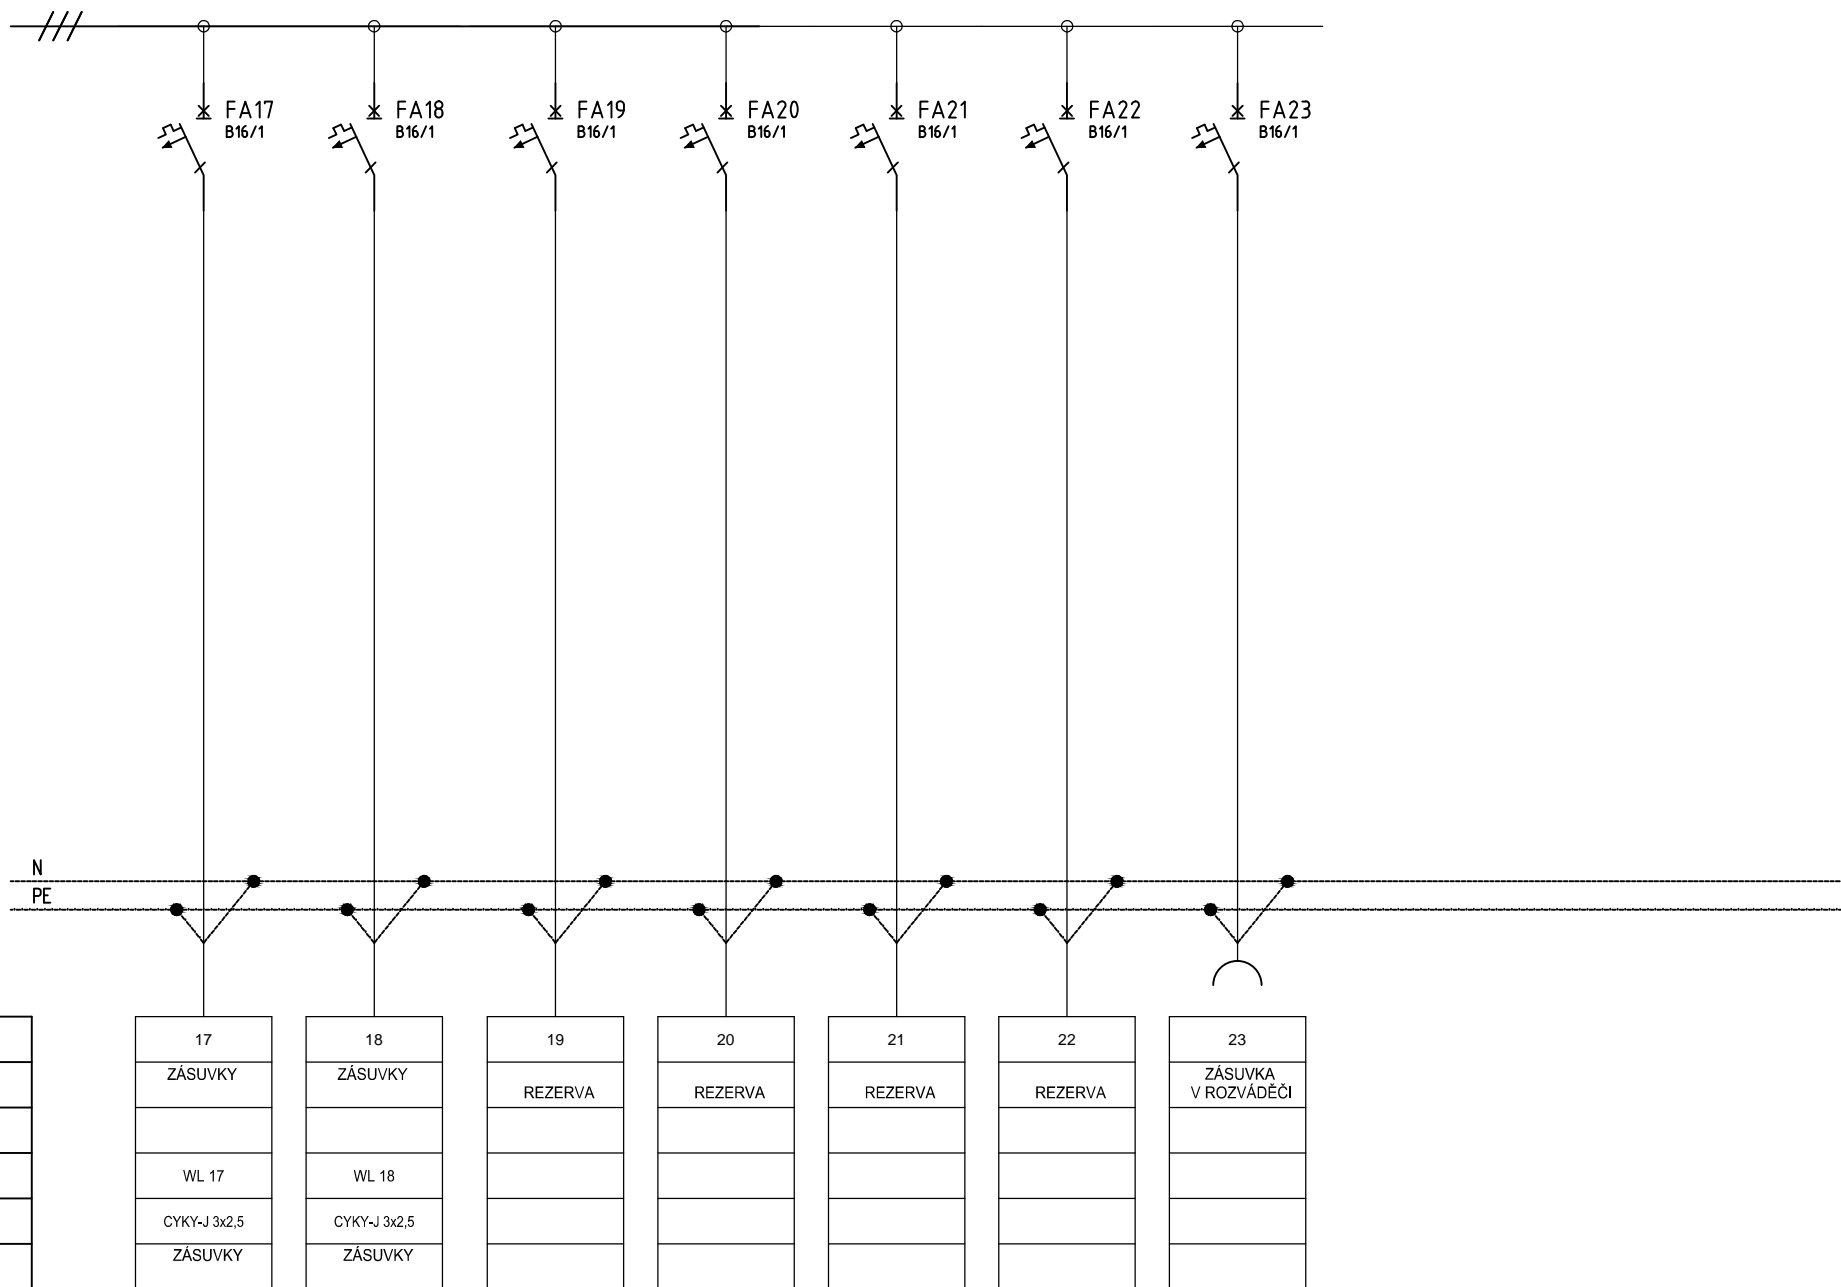 FA17
B16/1
FA18
B16/1
FA19
B16/1
FA20
B16/1
FA21
B16/1
FA22
B16/1
FA23
B16/1
N
PE
17
ZÁSUVKY
WL 17
CYKY-J 3x2,5
ZÁSUVKY
18
ZÁSUVKY
WL 18
CYKY-J 3x2,5
ZÁSUVKY
19
REZERVA
20
REZERVA
21
REZERVA
22
REZERVA
23
ZÁSUVKA
V ROZVÁDĚČI